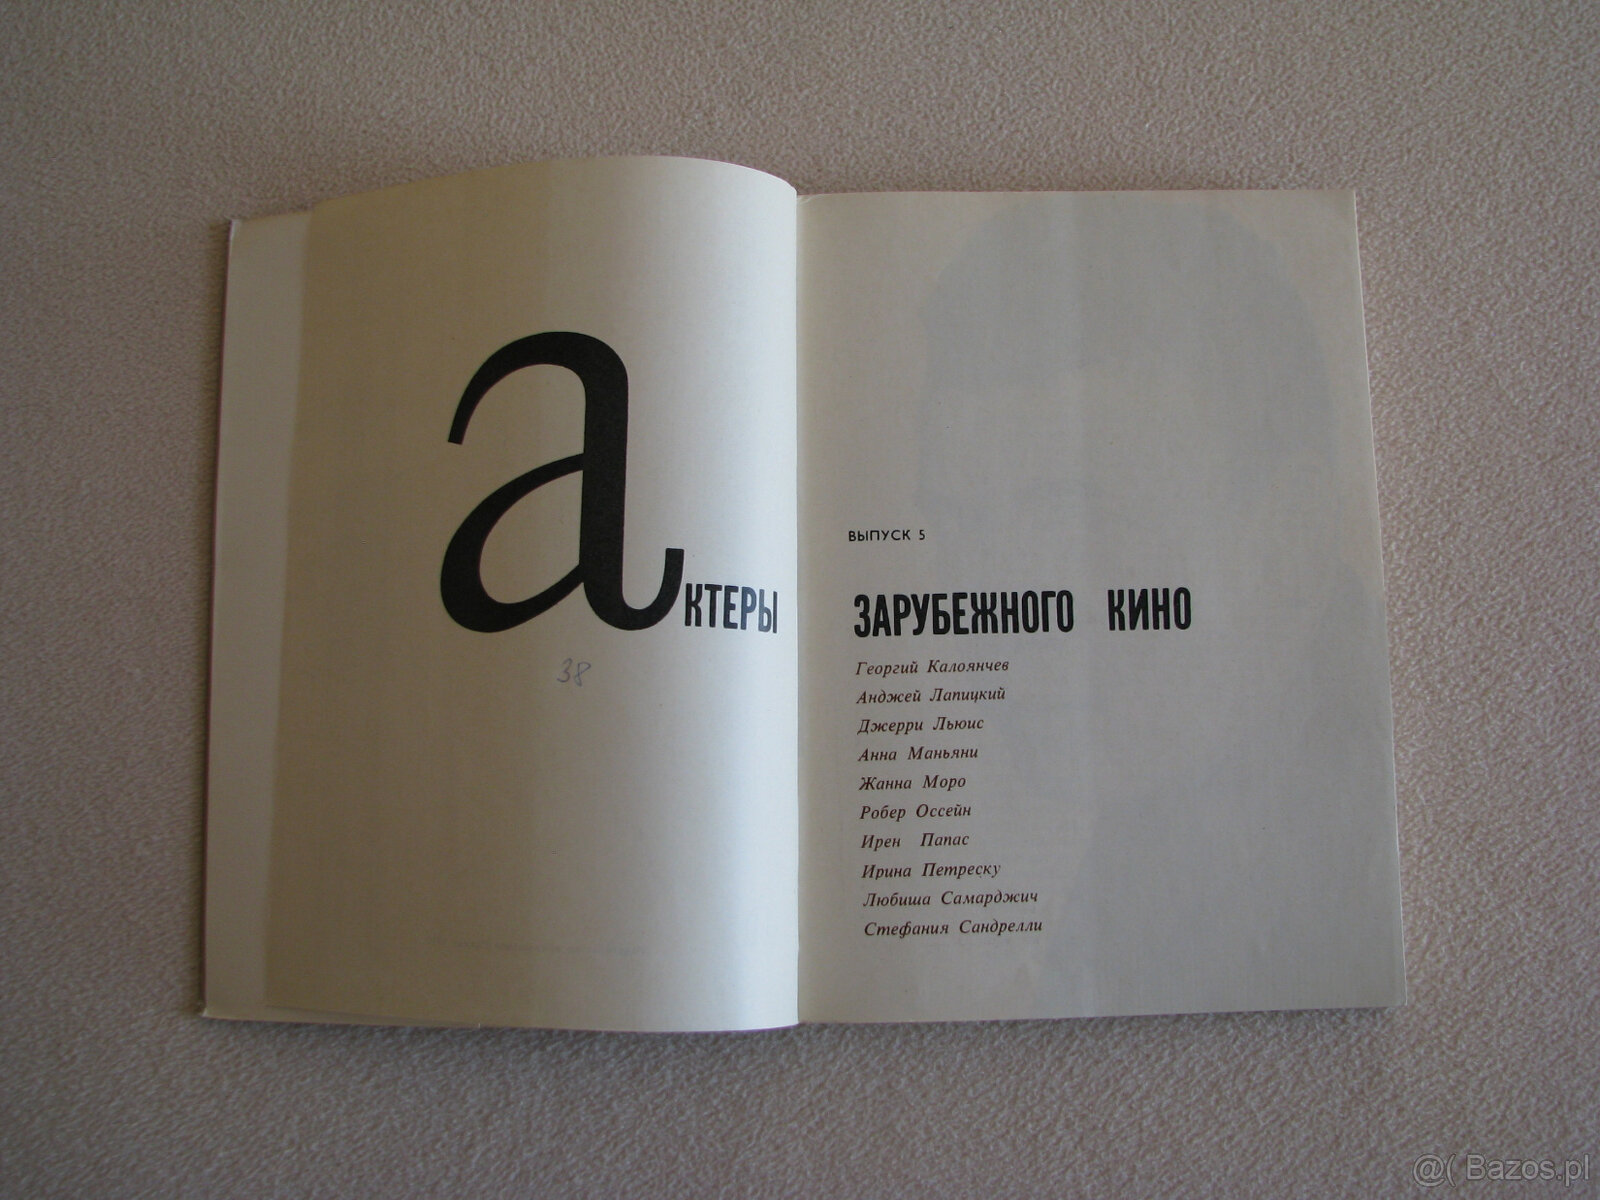 актеры
38
ВЫПУСК 5
ЗАРУБЕЖНОГО КИНО
Георгий Калоянчев
Анджей Лапицкий
Джерри Льюис
Анна Маньяни
Жанна Моро
Робер Оссейн
Ирен Папас
Ирина Петреску
Любиша Самарджич
Стефания Сандрелли
@( Bazos.pl